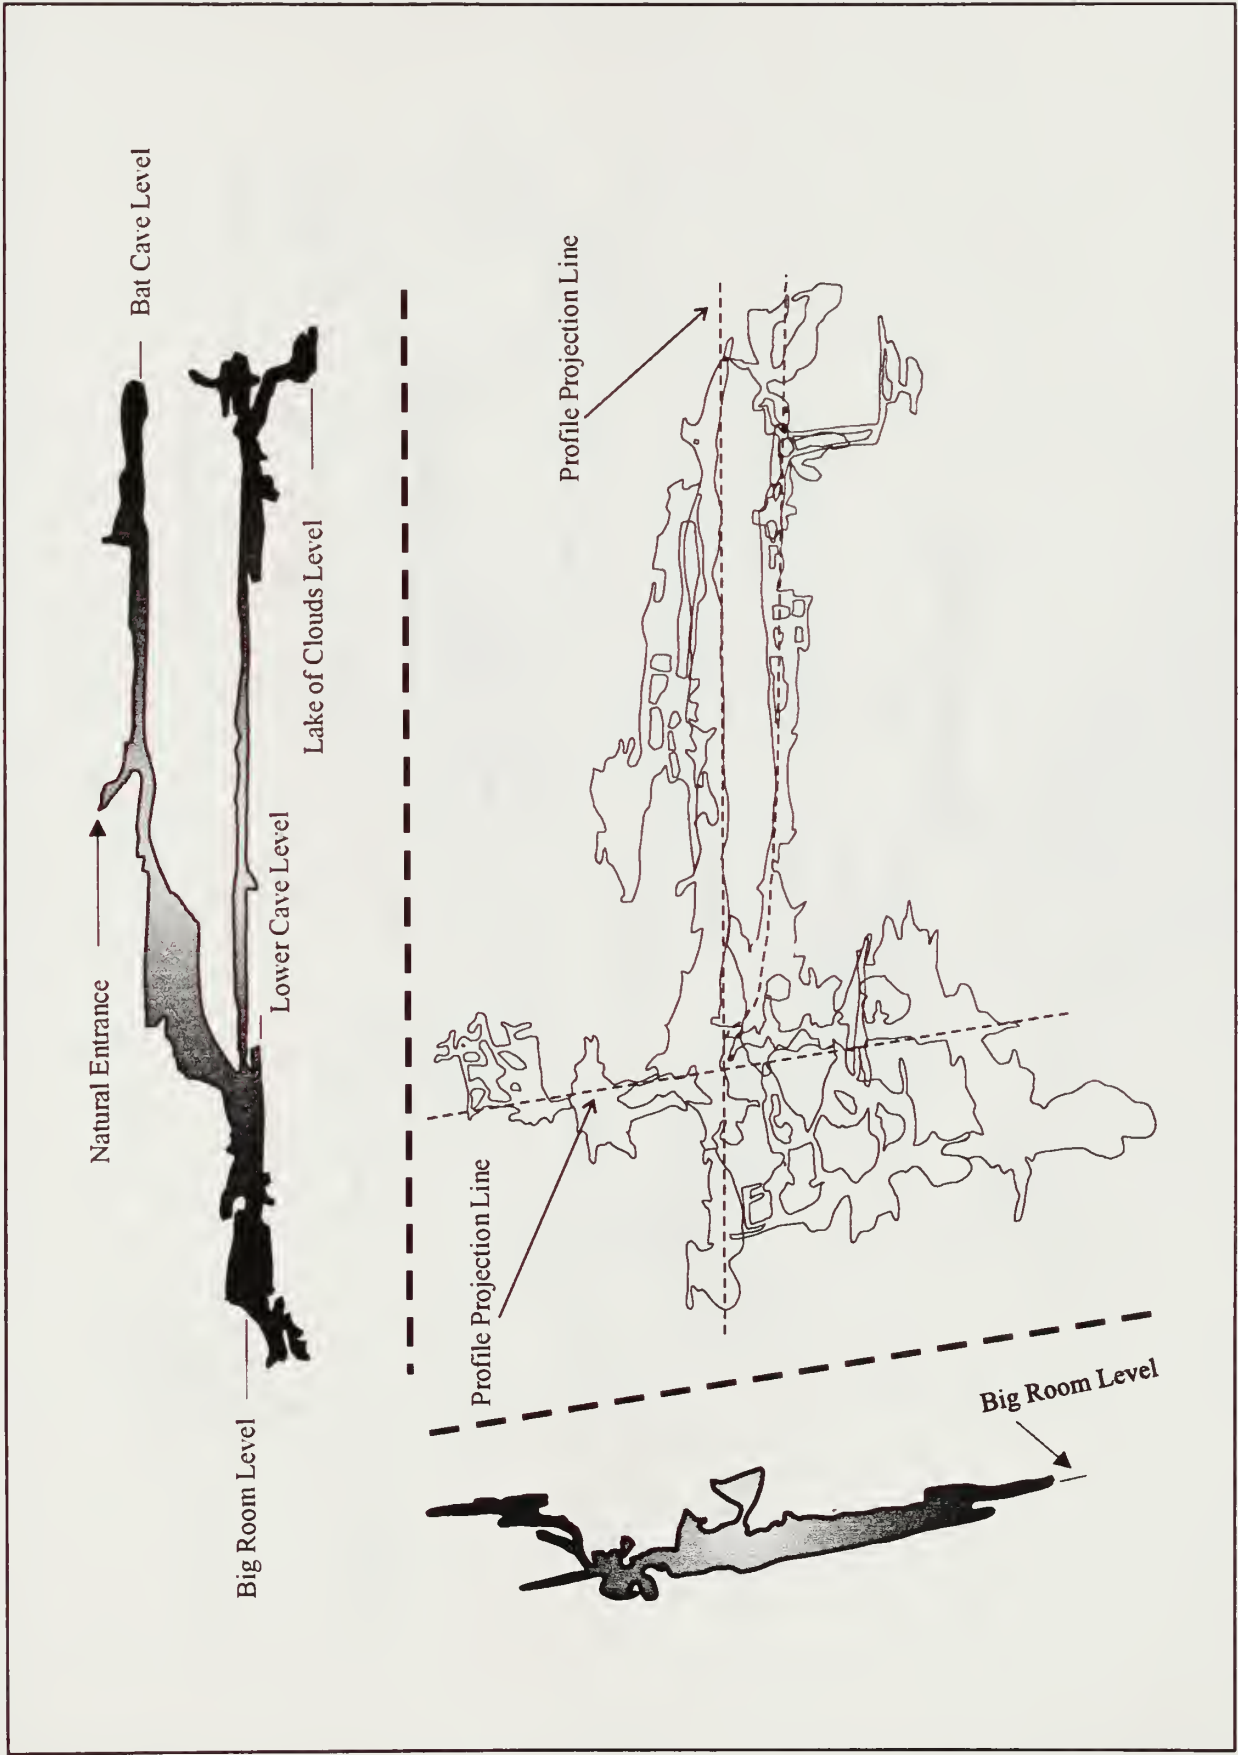 Natural Entrance
Bat Cave Level
Big Room Level
Lower Cave Level
Lake of Clouds Level
Profile Projection Line
Profile Projection Line
Big Room Level